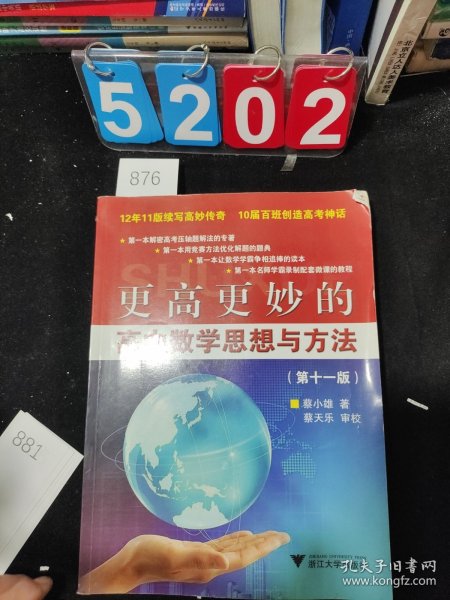 5202
876
12年11版续写高妙传奇 10届百班创造高考神话
★第一本解密高考压轴题解法的专著
★第一本用竞赛方法优化解题的题典
★第一本让数学学霸争相追捧的读本
★第一本名师学霸录制配套微课的教程
更高更妙的
高中数学思想与方法
(第十一版)
蔡小雄 著
蔡天乐 审校
881
ZHEJIANG UNIVERSITY PRESS
浙江大学出版社
孔夫子旧书网
kongfz.com